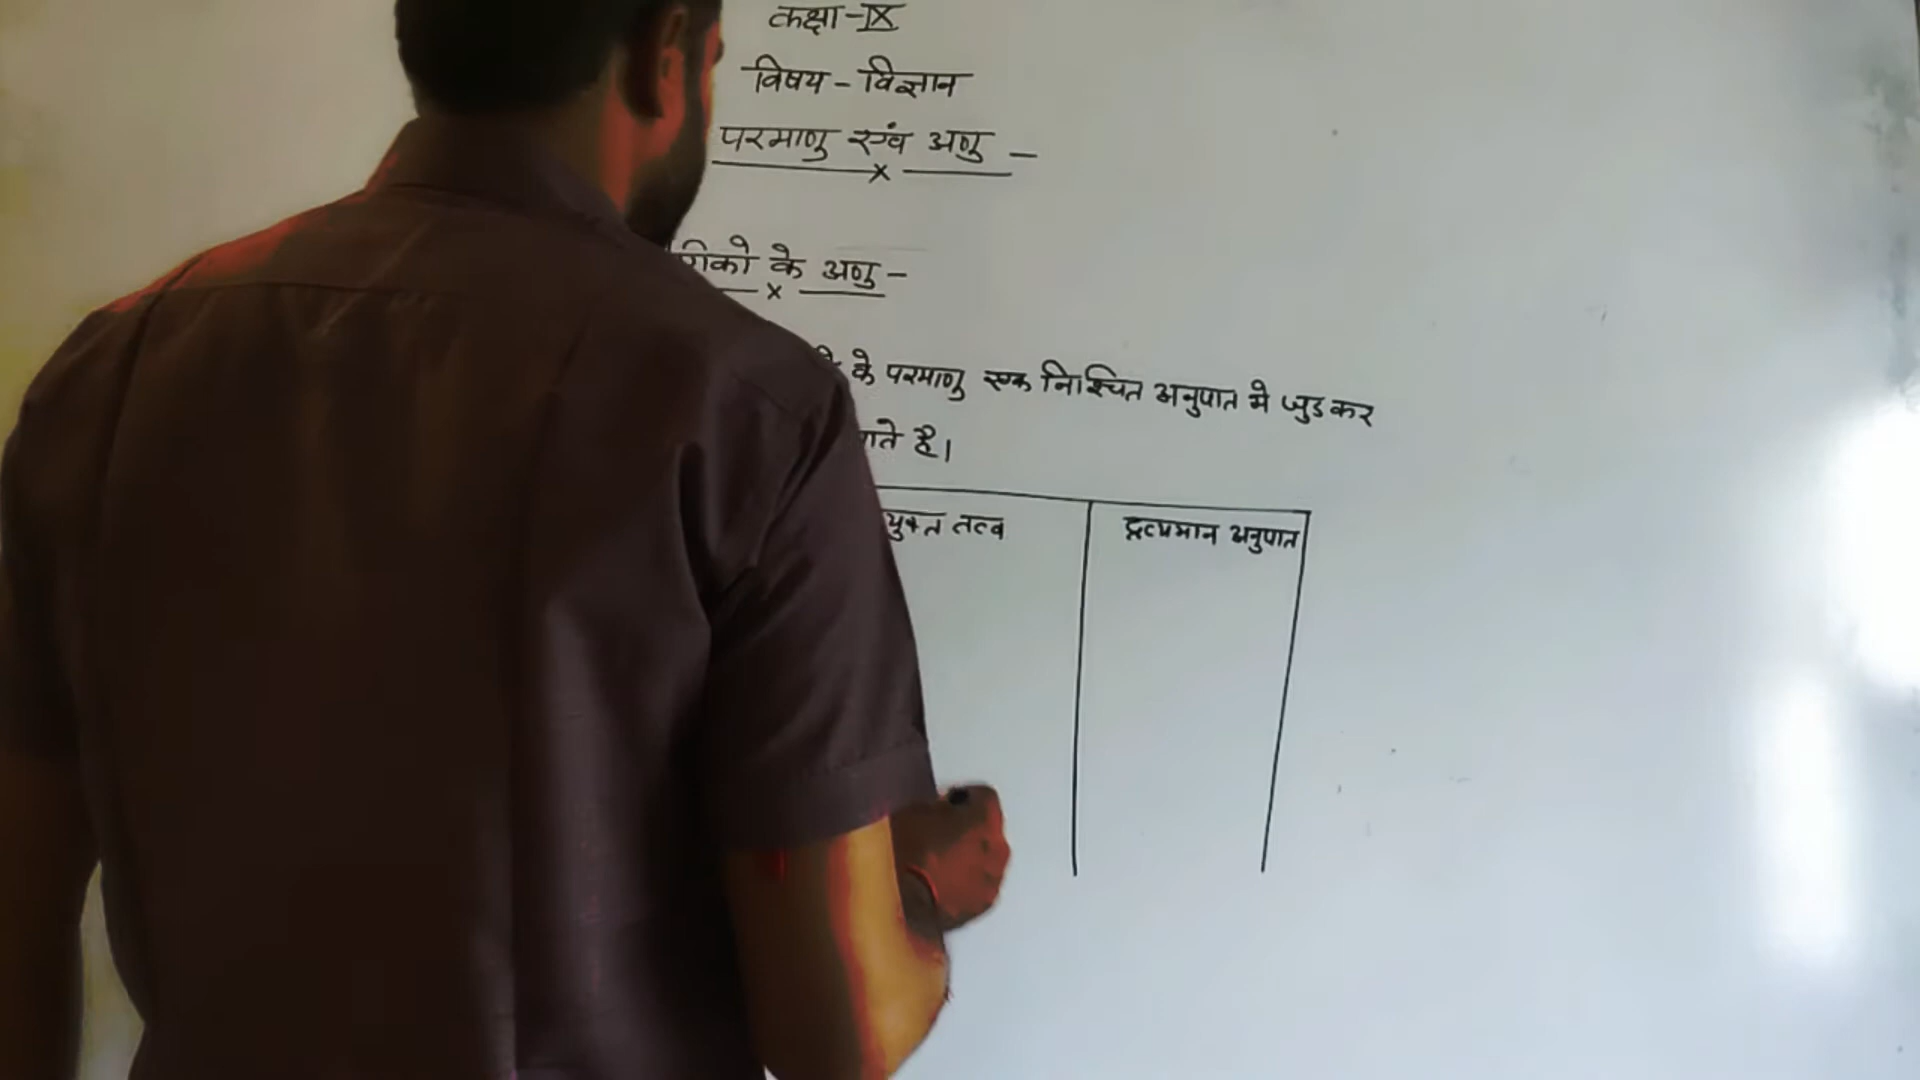 कक्षा-IX
विषय - विज्ञान
परमाणु एवं अणु -
के अणु -
के परमाणु एक निश्चित अनुपात मे जुड़कर
है।
तत्व
द्रव्यमान अनुपात